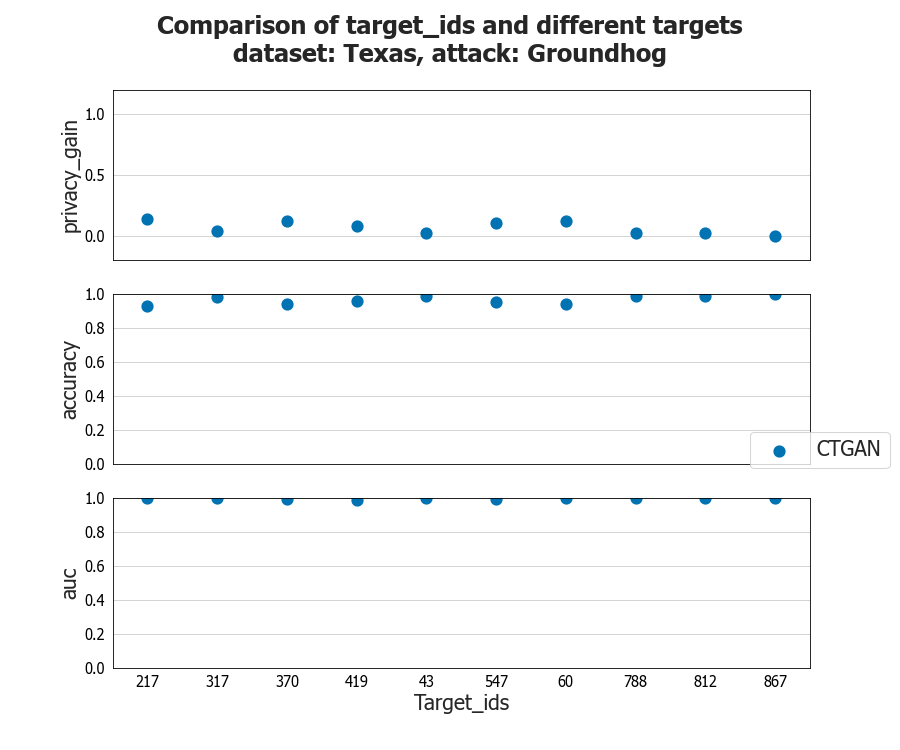 Comparison of target_ids and different targets
dataset: Texas, attack: Groundhog
privacy_gain
1.0
0.5
0.0
accuracy
1.0
0.8
0.6
0.4
0.2
0.0
CTGAN
auc
1.0
0.8
0.6
0.4
0.2
0.0
217 317 370 419 43 547 60 788 812 867
Target_ids